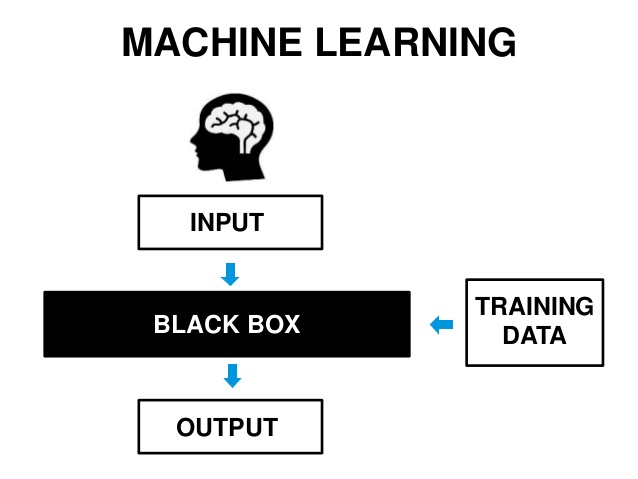 MACHINE LEARNING
INPUT
BLACK BOX
TRAINING
DATA
OUTPUT